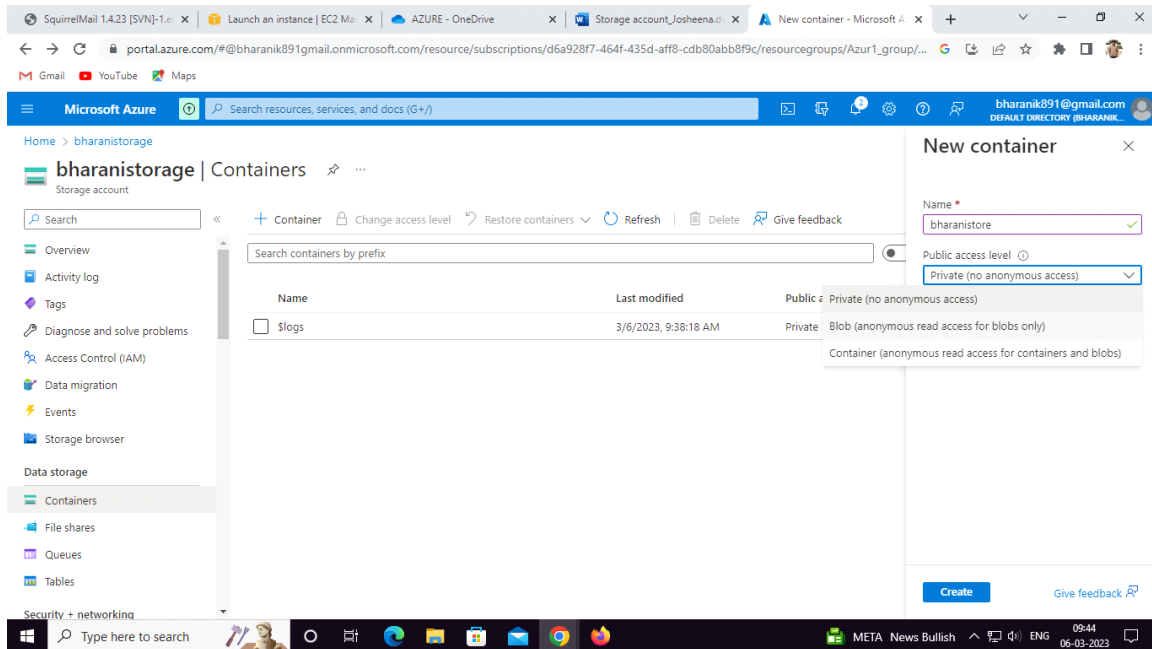 SquirrelMail 1.4.23 [SVN]-1.e
Launch an instance | EC2 Ma
AZURE - OneDrive
Storage account_Josheena.d
New container - Microsoft A
portal.azure.com/#@bharanik891gmail.onmicrosoft.com/resource/subscriptions/d6a928f7-464f-435d-aff8-cdb80abb8f9c/resourcegroups/Azur1_group/...
Gmail YouTube Maps
Microsoft Azure
Search resources, services, and docs (G+/)
2
bharanik891@gmail.com
DEFAULT DIRECTORY (BHARANIK...
Home > bharanistorage
bharanistorage | Containers ...
Storage account
Search
«
Overview
Activity log
Tags
Diagnose and solve problems
Access Control (IAM)
Data migration
Events
Storage browser
Data storage
Containers
File shares
Queues
Tables
Security + networking
+ Container Change access level Restore containers Refresh Delete Give feedback
Search containers by prefix
Name Last modified Public a
$logs 3/6/2023, 9:38:18 AM Private
New container
Name *
bharanistore
Public access level
Private (no anonymous access)
Private (no anonymous access)
Blob (anonymous read access for blobs only)
Container (anonymous read access for containers and blobs)
Create
Give feedback
Type here to search
META News Bullish
ENG
09:44
06-03-2023